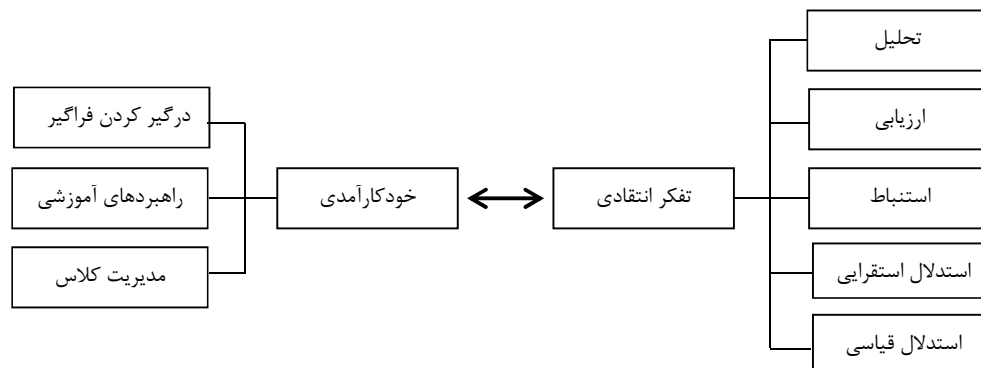 تحلیل
ارزیابی
استنباط
استدلال استقرایی
استدلال قیاسی
تفکر انتقادی
خودکارآمدی
درگیر کردن فراگیر
راهبردهای آموزشی
مدیریت کلاس